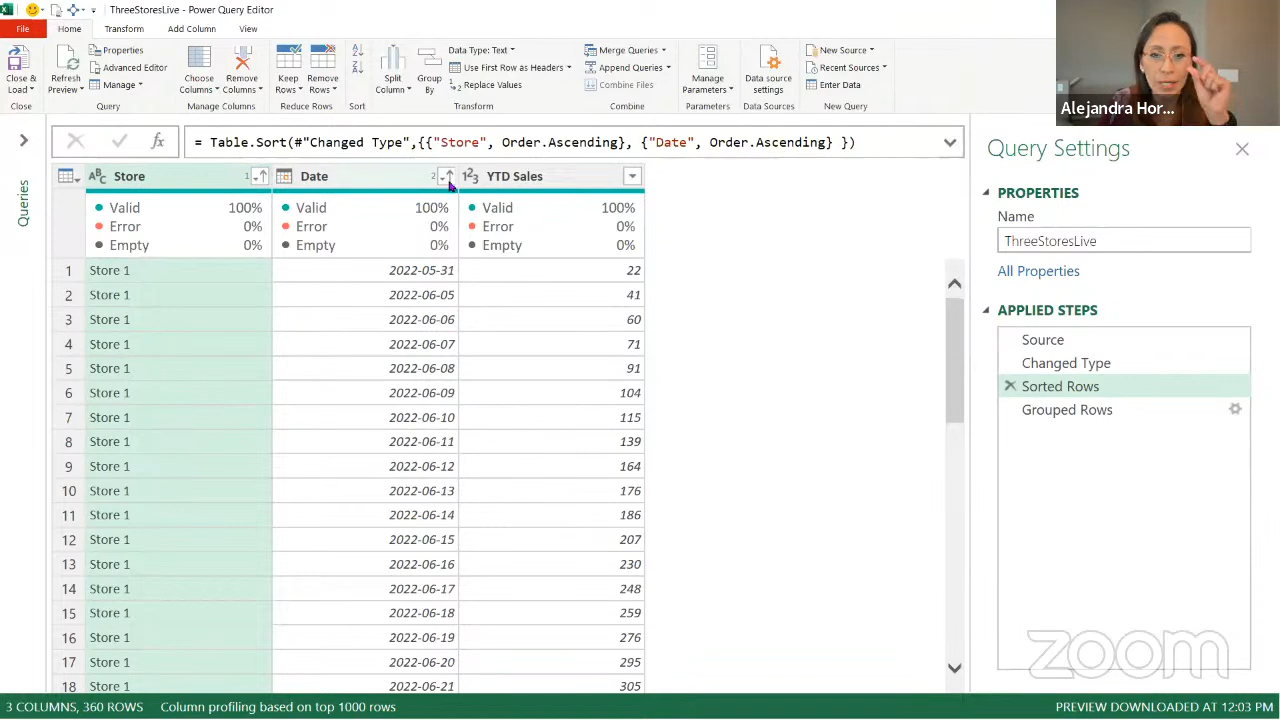 ThreeStoresLive - Power Query Editor
File Home Transform Add Column View
Close & Load
Refresh Preview
Properties
Advanced Editor
Manage
Choose Columns
Remove Columns
Keep Rows
Remove Rows
Split Column
Group By
Data Type: Text
Use First Row as Headers
Replace Values
Merge Queries
Append Queries
Combine Files
Manage Parameters
Data source settings
New Source
Recent Sources
Enter Data
Close Query Manage Columns Reduce Rows Sort Transform Combine Parameters Data Sources New Query
Alejandra Hor...
fx = Table.Sort(#"Changed Type",{{"Store", Order.Ascending}, {"Date", Order.Ascending} })
Queries
ABC Store 1 Date 2 123 YTD Sales
Valid 100% Valid 100% Valid 100%
Error 0% Error 0% Error 0%
Empty 0% Empty 0% Empty 0%
1 Store 1 2022-05-31 22
2 Store 1 2022-06-05 41
3 Store 1 2022-06-06 60
4 Store 1 2022-06-07 71
5 Store 1 2022-06-08 91
6 Store 1 2022-06-09 104
7 Store 1 2022-06-10 115
8 Store 1 2022-06-11 139
9 Store 1 2022-06-12 164
10 Store 1 2022-06-13 176
11 Store 1 2022-06-14 186
12 Store 1 2022-06-15 207
13 Store 1 2022-06-16 230
14 Store 1 2022-06-17 248
15 Store 1 2022-06-18 259
16 Store 1 2022-06-19 276
17 Store 1 2022-06-20 295
18 Store 1 2022-06-21 305
Query Settings
PROPERTIES
Name
ThreeStoresLive
All Properties
APPLIED STEPS
Source
Changed Type
Sorted Rows
Grouped Rows
zoom
3 COLUMNS, 360 ROWS Column profiling based on top 1000 rows PREVIEW DOWNLOADED AT 12:03 PM